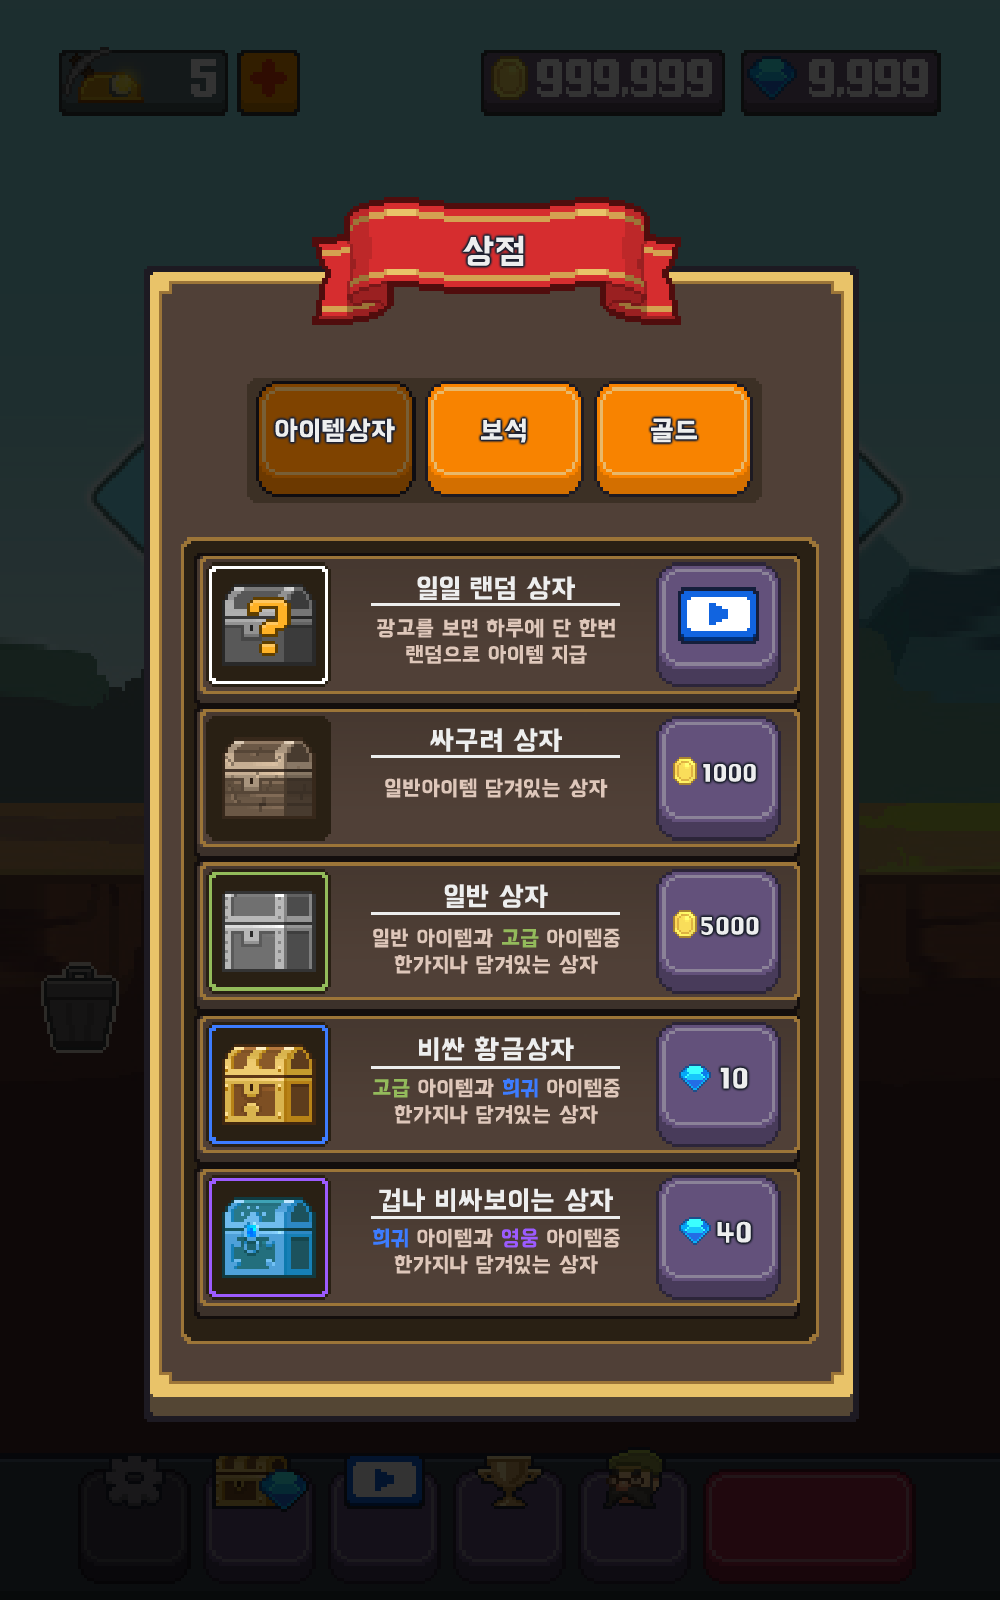 5
999,999
9,999
상점
아이템상자
보석
골드
일일 랜덤 상자
광고를 보면 하루에 단 한번
랜덤으로 아이템 지급
싸구려 상자
일반아이템 담겨있는 상자
1000
일반 상자
일반 아이템과 고급 아이템중
한가지나 담겨있는 상자
5000
비싼 황금상자
고급 아이템과 희귀 아이템중
한가지나 담겨있는 상자
10
겁나 비싸보이는 상자
희귀 아이템과 영웅 아이템중
한가지나 담겨있는 상자
40